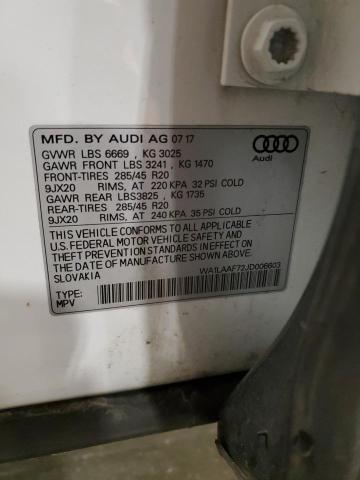 MFD. BY AUDI AG 07 17
GVWR LBS 6669 , KG 3025
GAWR FRONT LBS 3241 , KG 1470
FRONT-TIRES 285/45 R20
9JX20 RIMS, AT 220 KPA 32 PSI COLD
GAWR REAR LBS3825 , KG 1735
REAR-TIRES 285/45 R20
9JX20 RIMS, AT 240 KPA 35 PSI COLD
Audi
THIS VEHICLE CONFORMS TO ALL APPLICABLE
U.S.FEDERAL MOTOR VEHICLE SAFETY AND
THEFT PREVENTION STANDARDS IN EFFECT ON
THE DATE OF MANUFACTURE SHOWN ABOVE
SLOVAKIA
WA1LAAF72JD006603
TYPE:
MPV